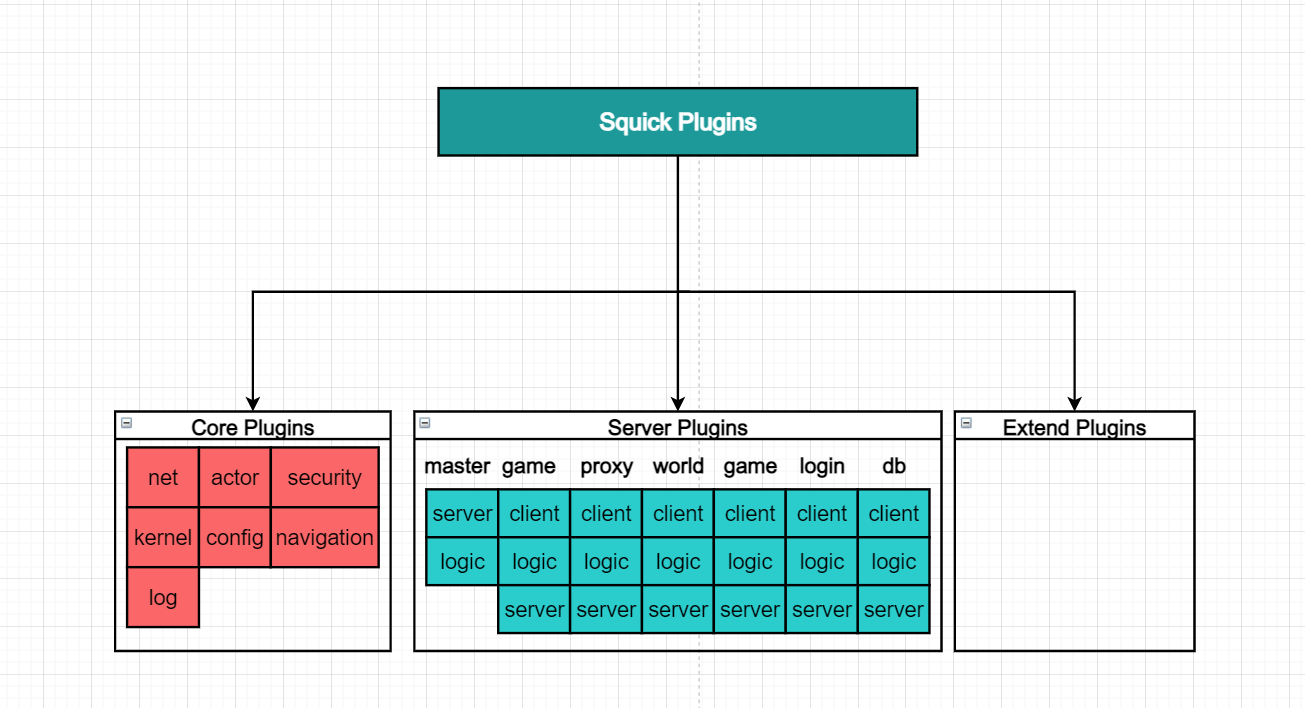 Squick Plugins
Core Plugins
net actor security
kernel config navigation
log
Server Plugins
master game proxy world game login db
server client client client client client client
logic logic logic logic logic logic logic
server server server server server server
Extend Plugins